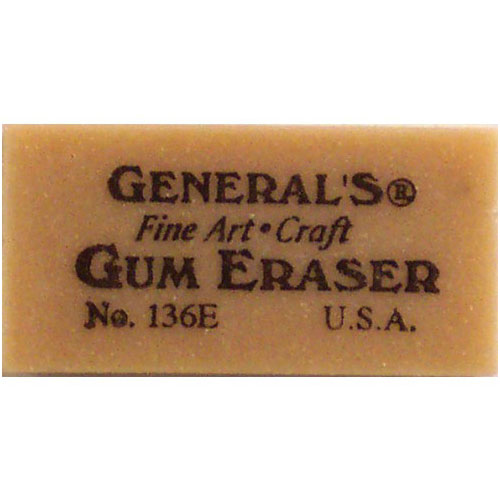 GENERAL'S®
Fine Art • Craft
GUM ERASER
No. 136E U.S.A.